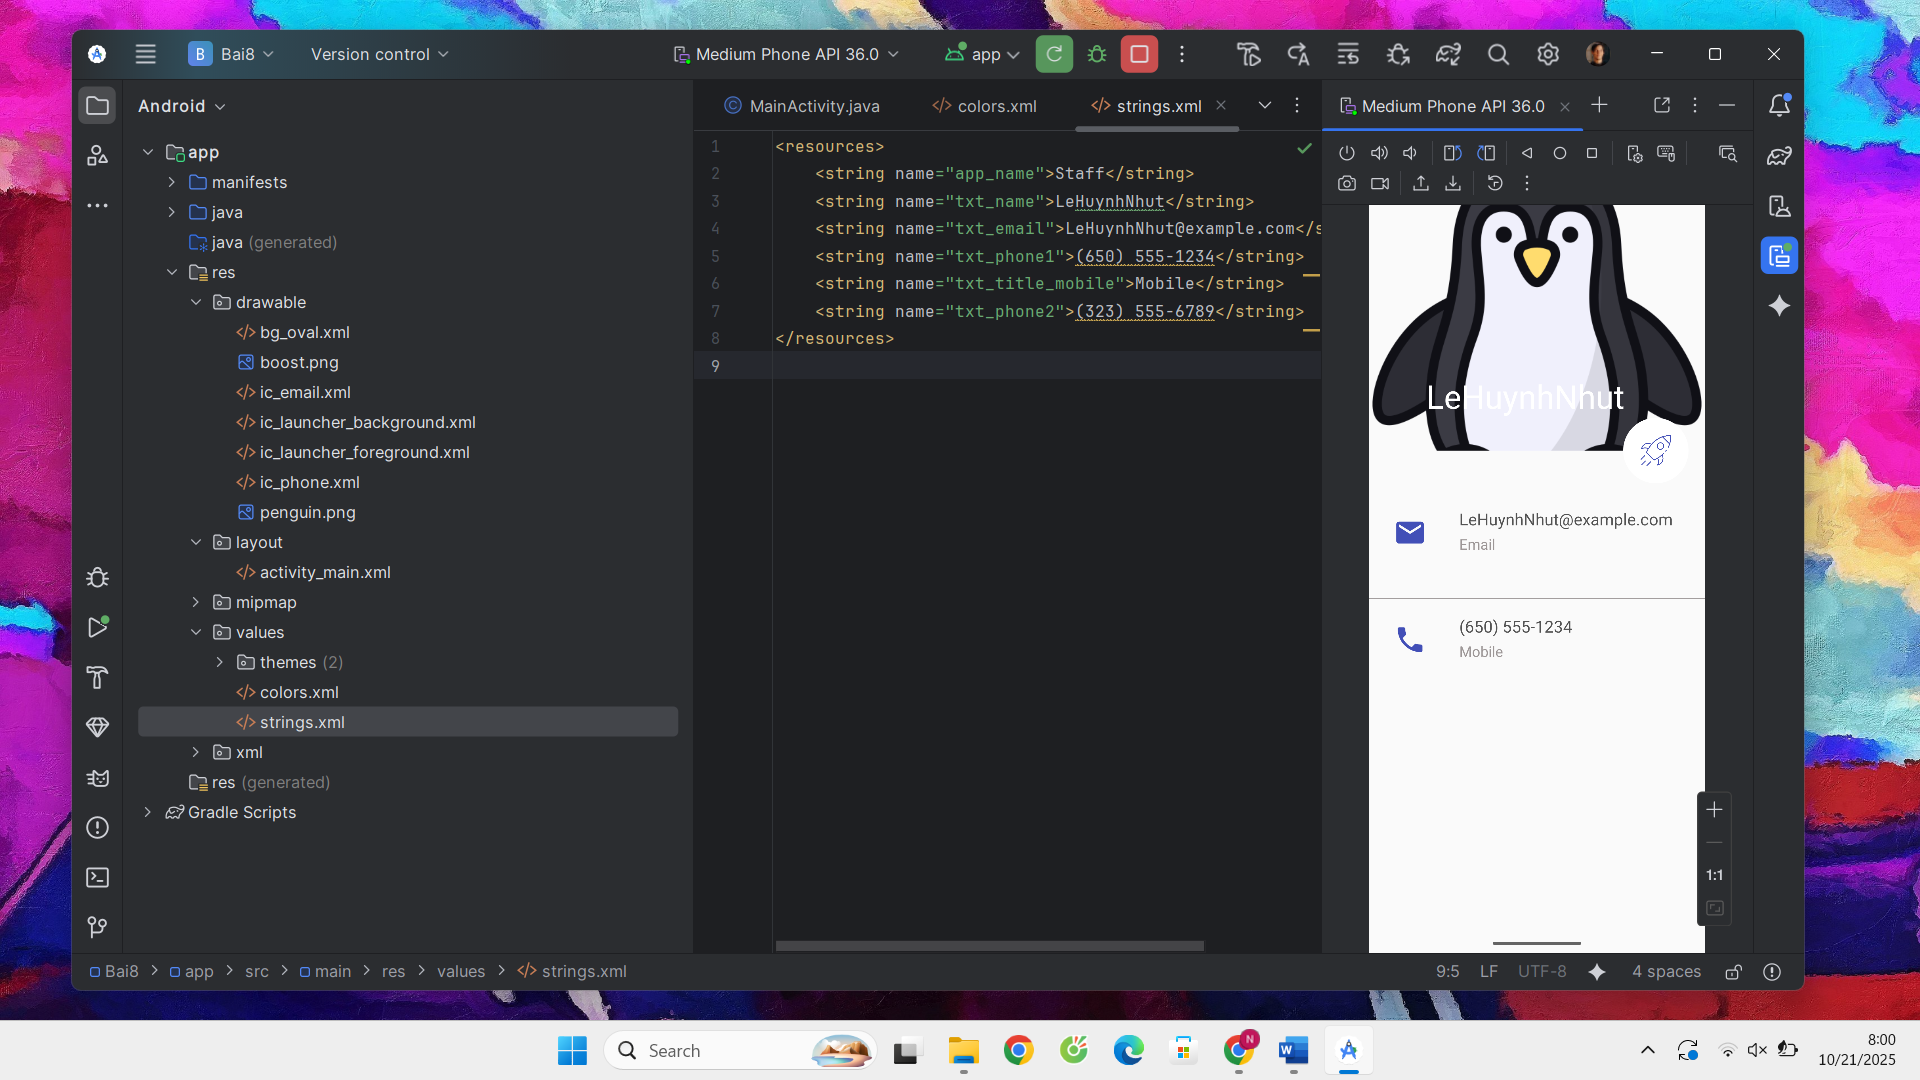 B Bai8
Version control
Medium Phone API 36.0
app
Android
app
manifests
java
java (generated)
res
drawable
bg_oval.xml
boost.png
ic_email.xml
ic_launcher_background.xml
ic_launcher_foreground.xml
ic_phone.xml
penguin.png
layout
activity_main.xml
mipmap
values
themes (2)
colors.xml
strings.xml
xml
res (generated)
Gradle Scripts
MainActivity.java
colors.xml
strings.xml
1 <resources>
2 <string name="app_name">Staff</string>
3 <string name="txt_name">LeHuynhNhut</string>
4 <string name="txt_email">LeHuynhNhut@example.com</s
5 <string name="txt_phone1">(650) 555-1234</string>
6 <string name="txt_title_mobile">Mobile</string>
7 <string name="txt_phone2">(323) 555-6789</string>
8 </resources>
9
Medium Phone API 36.0
LeHuynhNhut
LeHuynhNhut@example.com
Email
(650) 555-1234
Mobile
1:1
Bai8 > app > src > main > res > values > </> strings.xml
9:5 LF UTF-8 4 spaces
Search
N
W
8:00
10/21/2025